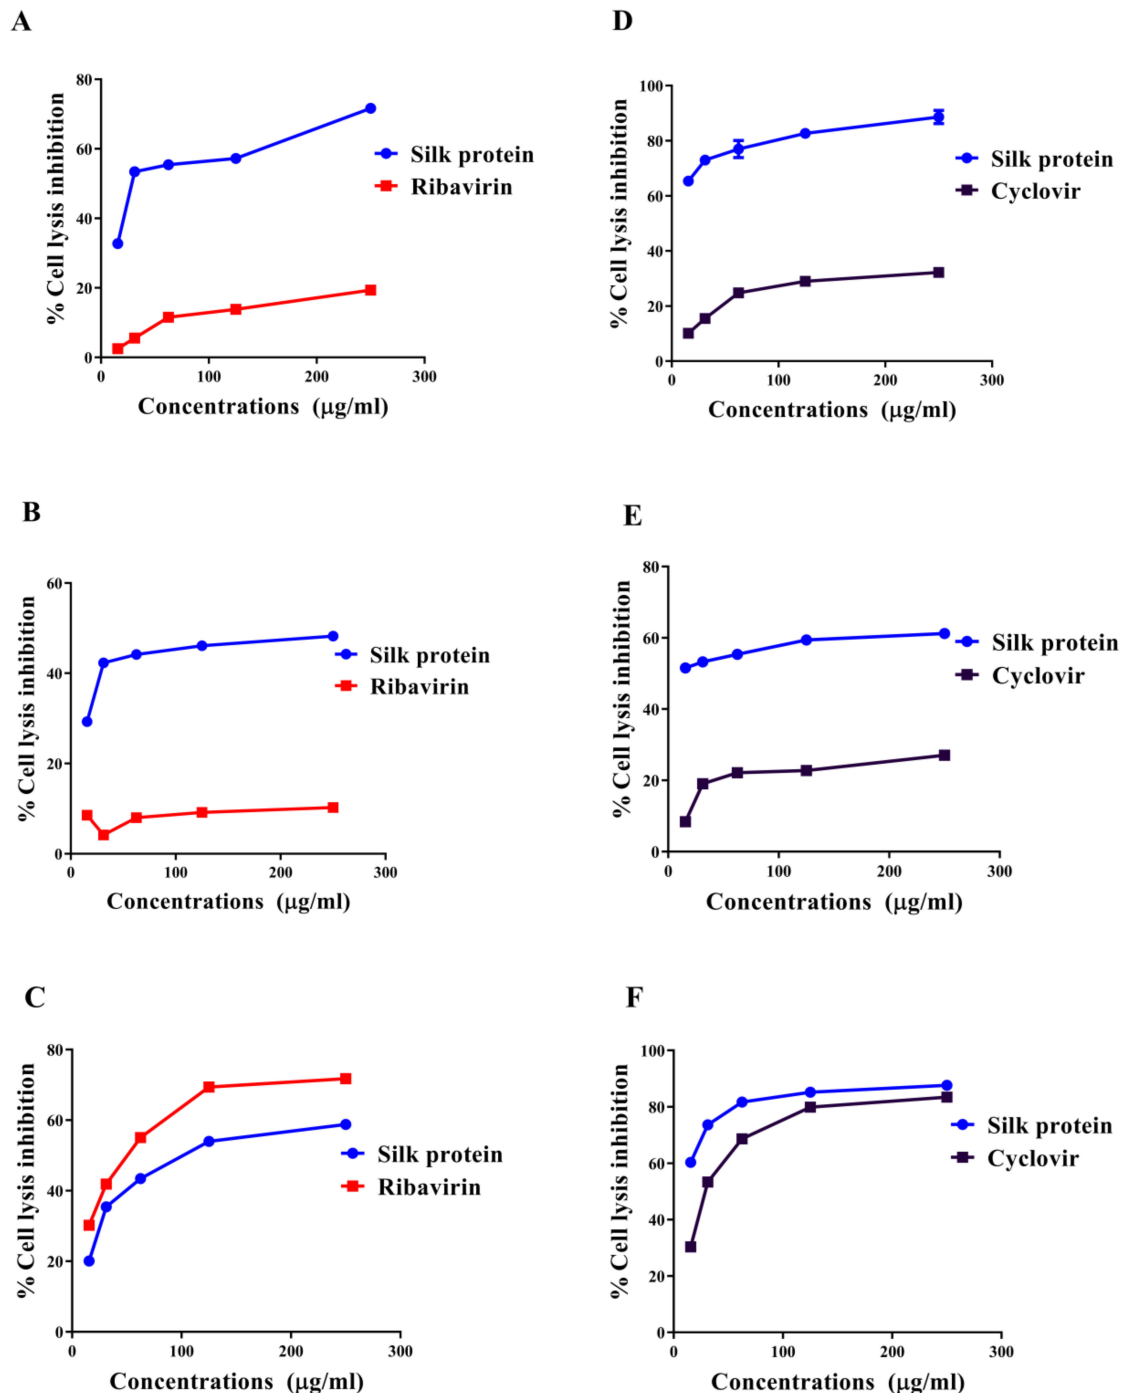 A
% Cell lysis inhibition
80
60
40
20
0
0 100 200 300
Concentrations (µg/ml)
Silk protein
Ribavirin
D
% Cell lysis inhibition
100
80
60
40
20
0
0 100 200 300
Concentrations (µg/ml)
Silk protein
Cyclovir
B
% Cell lysis inhibition
60
40
20
0
0 100 200 300
Concentrations (µg/ml)
Silk protein
Ribavirin
E
% Cell lysis inhibition
80
60
40
20
0
0 100 200 300
Concentrations (µg/ml)
Silk protein
Cyclovir
C
% Cell lysis inhibition
80
60
40
20
0
0 100 200 300
Concentrations (µg/ml)
Silk protein
Ribavirin
F
% Cell lysis inhibition
100
80
60
40
20
0
0 100 200 300
Concentrations (µg/ml)
Silk protein
Cyclovir